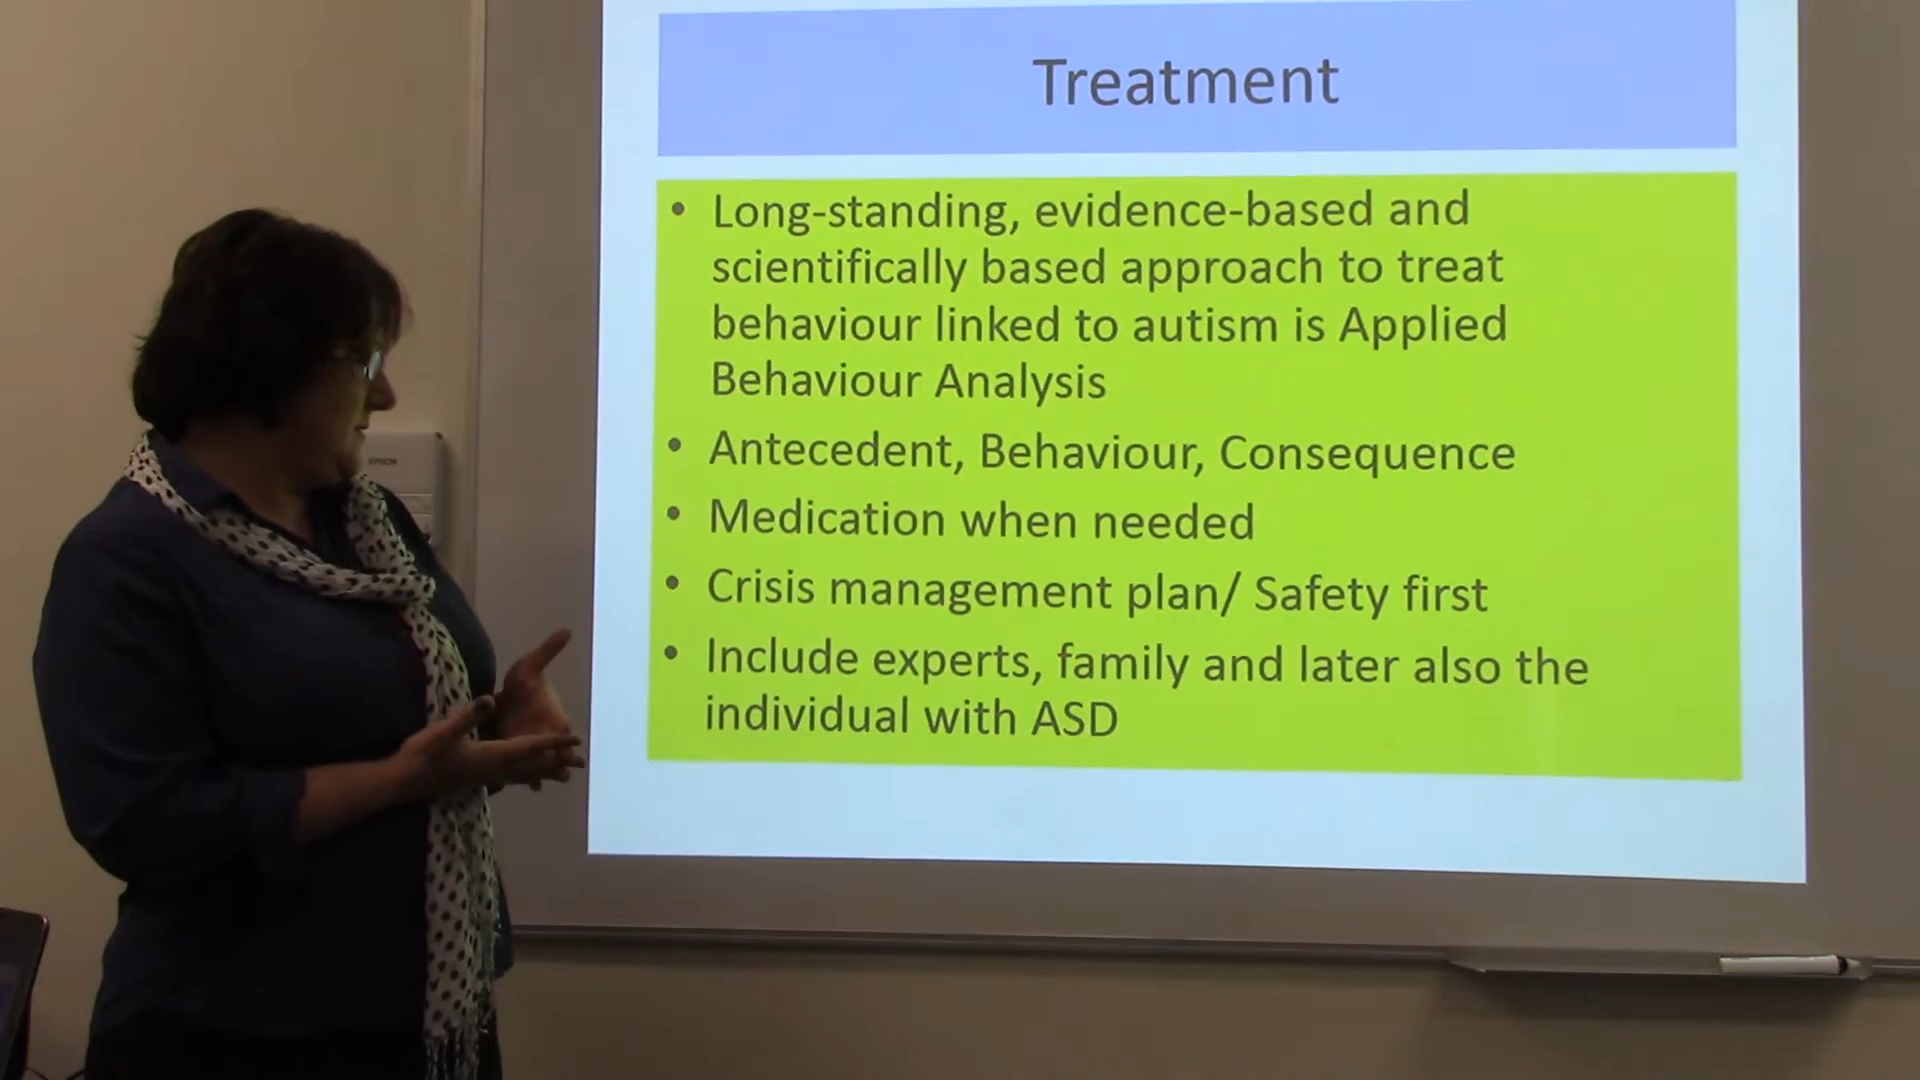 Treatment
• Long-standing, evidence-based and
scientifically based approach to treat
behaviour linked to autism is Applied
Behaviour Analysis
• Antecedent, Behaviour, Consequence
• Medication when needed
• Crisis management plan/ Safety first
• Include experts, family and later also the
individual with ASD
EPSON